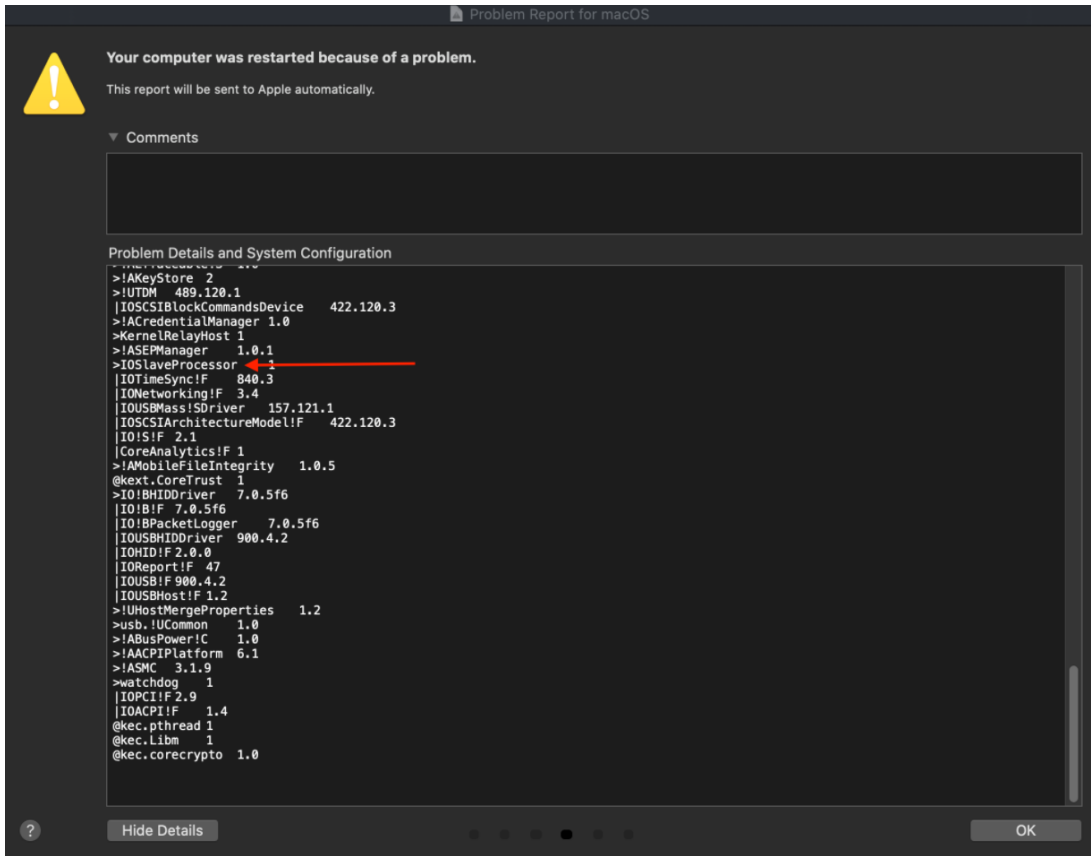 Problem Report for macOS
Your computer was restarted because of a problem.
This report will be sent to Apple automatically.
Comments
Problem Details and System Configuration
>!AKeyStore 2
>!UTDM 489.120.1
|IOSCSIBlockCommandsDevice 422.120.3
>!ACredentialManager 1.0
>KernelRelayHost 1
>!ASEPManager 1.0.1
>IOSlaveProcessor 1
|IOTimeSync!F 840.3
|IONetworking!F 3.4
|IOUSBMass!SDriver 157.121.1
|IOSCSIArchitectureModel!F 422.120.3
|IO!S!F 2.1
|CoreAnalytics!F 1
>!AMobileFileIntegrity 1.0.5
@kext.CoreTrust 1
>IO!BHIDDriver 7.0.5f6
|IO!B!F 7.0.5f6
|IO!BPacketLogger 7.0.5f6
|IOUSBHIDDriver 900.4.2
|IOHID!F 2.0.0
|IOReport!F 47
|IOUSB!F 900.4.2
|IOUSBHost!F 1.2
>!UHostMergeProperties 1.2
>usb.!UCommon 1.0
>!ABusPower!C 1.0
>!AACPIPlatform 6.1
>!ASMC 3.1.9
>watchdog 1
|IOPCI!F 2.9
|IOACPI!F 1.4
@kec.pthread 1
@kec.Libm 1
@kec.corecrypto 1.0
?
Hide Details
OK